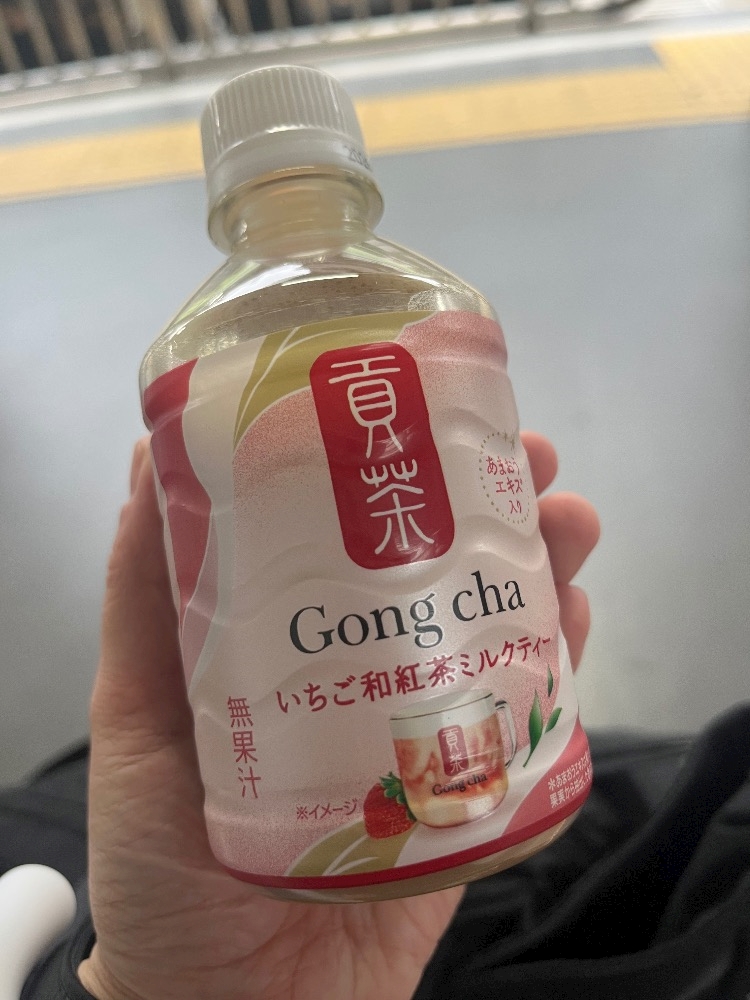 貢茶
あまおう
エキス
入り
Gong cha
いちご和紅茶ミルクティー
無果汁
貢茶
Gong cha
※イメージ